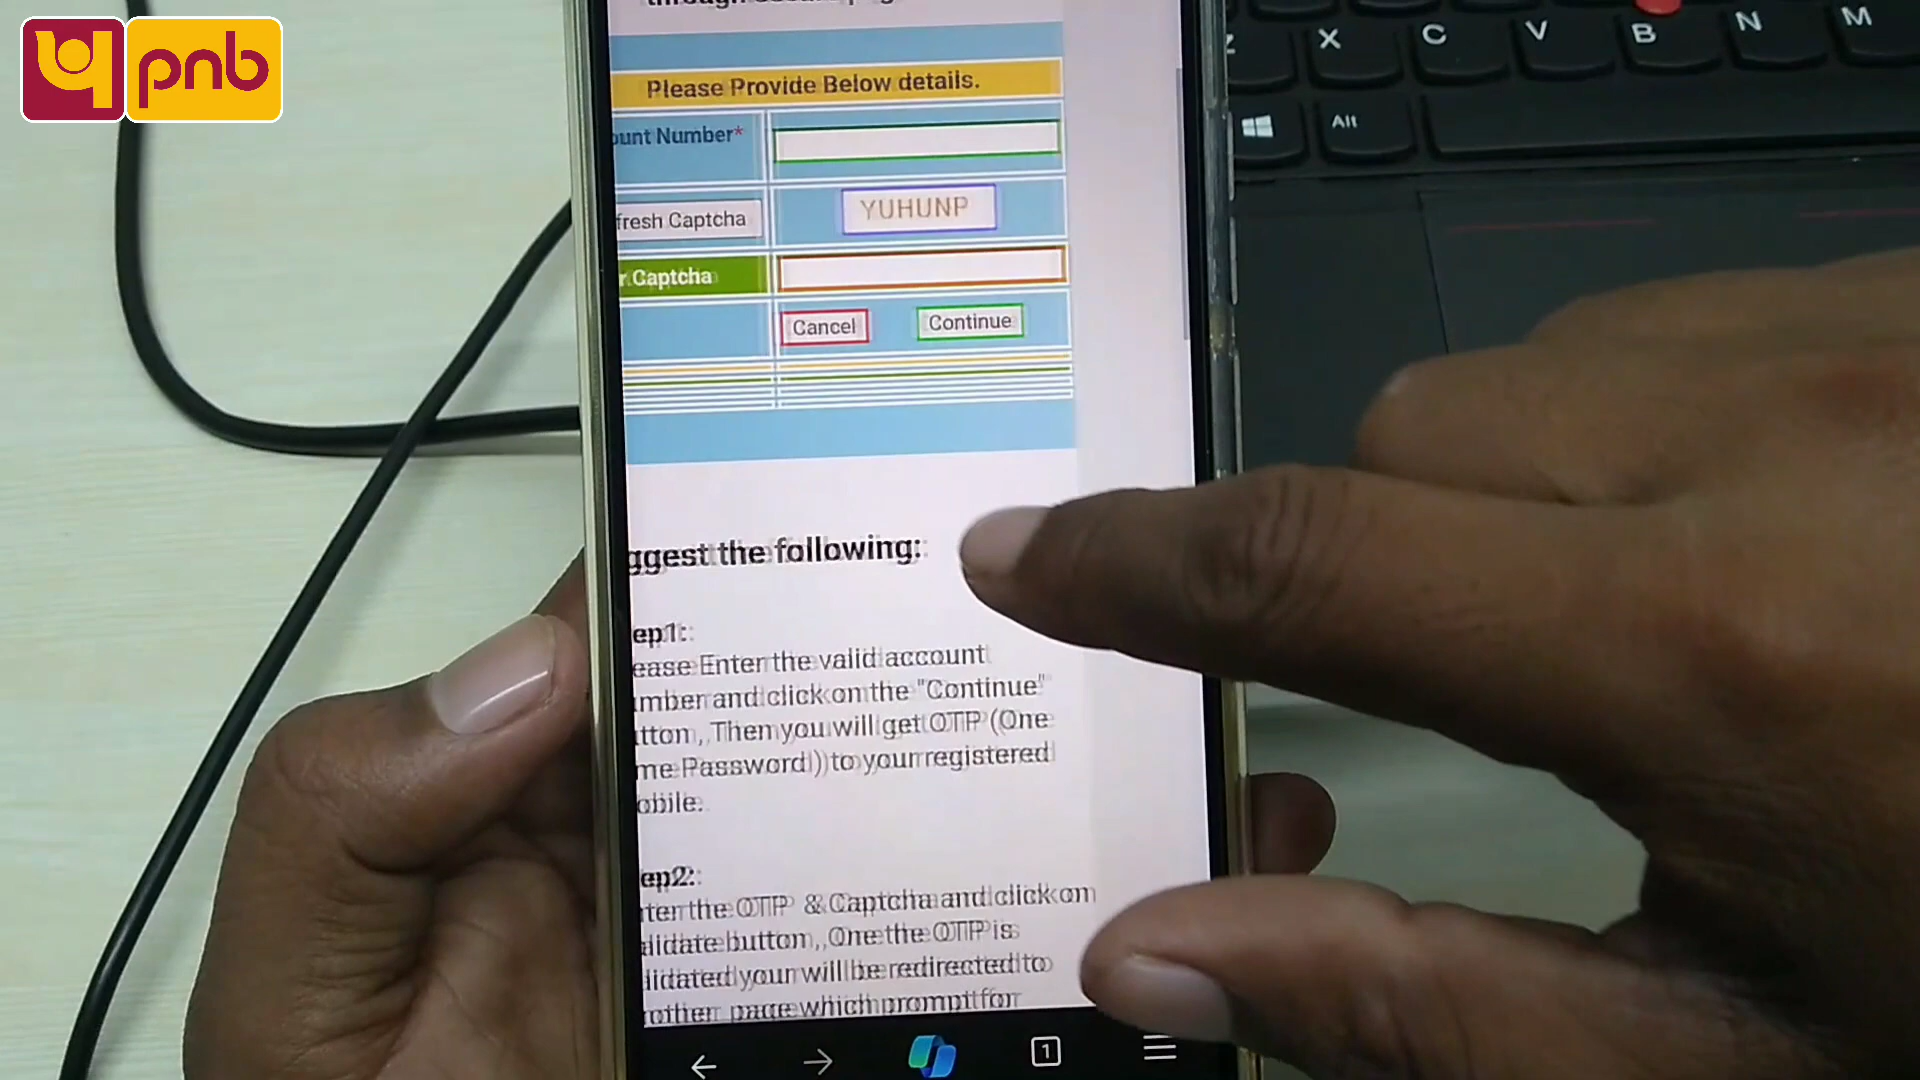 pnb
Please Provide Below details.
ount Number*
fresh Captcha
YUHUNP
r Captcha
Cancel
Continue
ggest the following:
ep1:
ease Enter the valid account
mber and click on the "Continue"
tton , Then you will get OTP (One
me Password ) to your registered
obile.
ep2:
ter the OTP & Captcha and click on
lidate button , One the OTP is
lidated your will be redirected to
other page which prompt for
1
Z X C V B N M
Alt